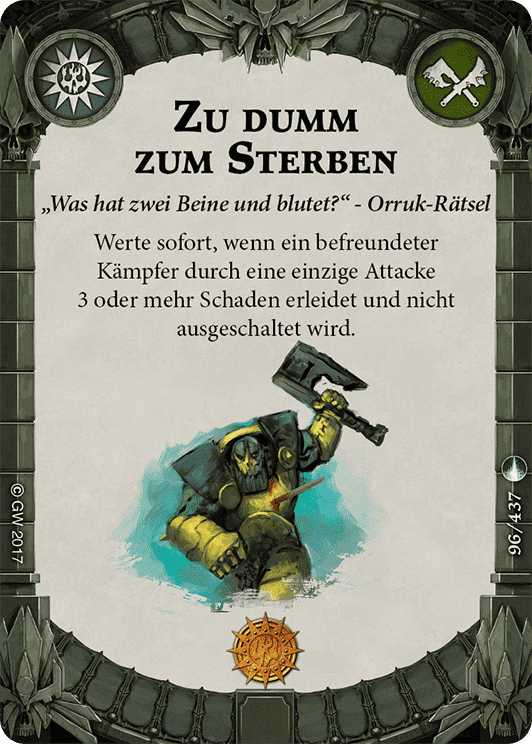 Zu dumm
zum Sterben
„Was hat zwei Beine und blutet?“ - Orruk-Rätsel
Werte sofort, wenn ein befreundeter
Kämpfer durch eine einzige Attacke
3 oder mehr Schaden erleidet und nicht
ausgeschaltet wird.
© GW 2017
96/437